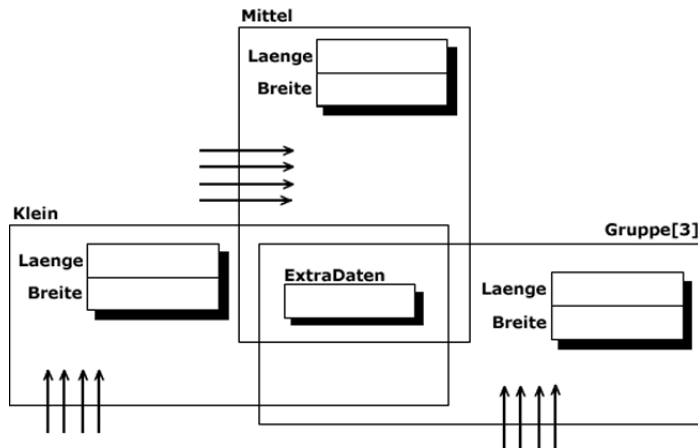 Mittel
Laenge
Breite
Klein
Laenge
Breite
ExtraDaten
Gruppe[3]
Laenge
Breite